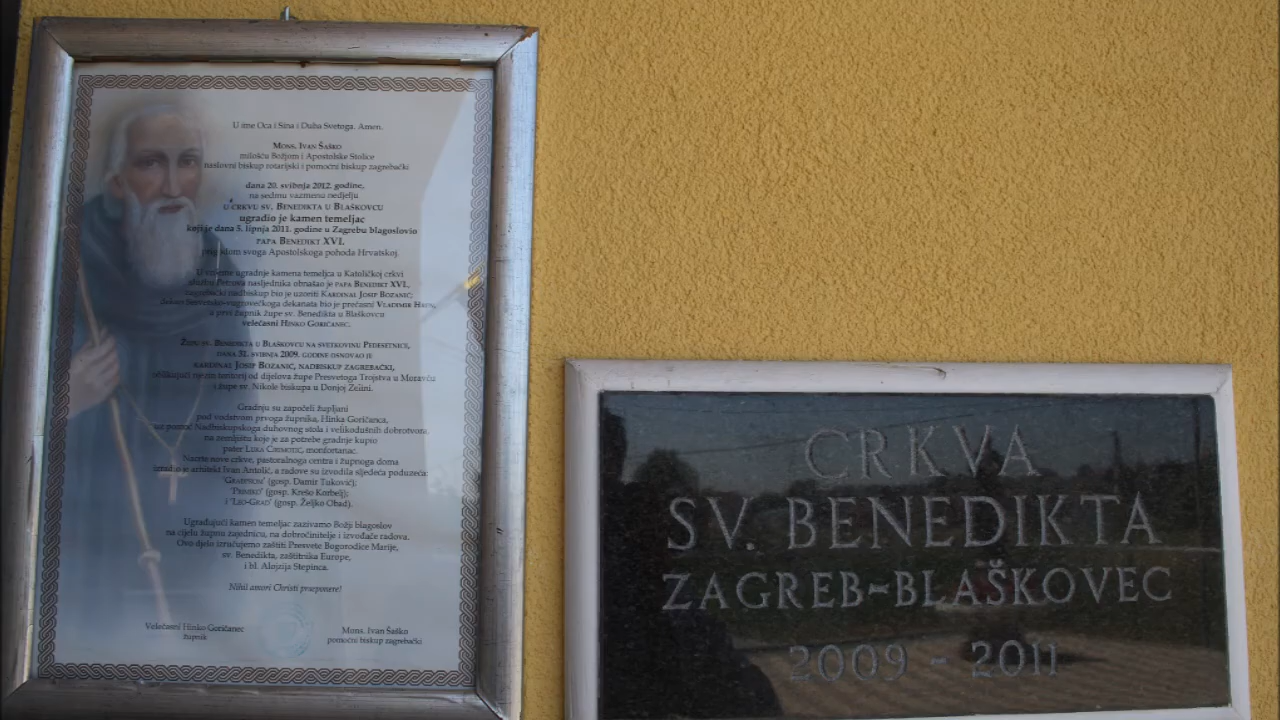 U ime Oca i Sina i Duha Svetoga. Amen.
Mons. Ivan Šaško
milošću Božjom i Apostolske Stolice
naslovni biskup rotarijski i pomoćni biskup zagrebački
dana 20. svibnja 2012. godine,
na sedmu vazmenu nedjelju
u crkvu sv. Benedikta u Blaškovcu
ugradio je kamen temeljac
koji je dana 5. lipnja 2011. godine u Zagrebu blagoslovio
papa Benedikt XVI.
prigodom svoga Apostolskoga pohoda Hrvatskoj.
U vrijeme ugradnje kamena temeljca u Katoličkoj crkvi
službu Petrova nasljednika obnašao je papa Benedikt XVI.,
zagrebački nadbiskup bio je uzoriti Kardinal Josip Bozanić;
dekan Sesvetsko-vugrovečkoga dekanata bio je prečasni Vladimir
a prvi župnik župe sv. Benedikta u Blaškovcu
velečasni Hinko Goričanec.
Župu sv. Benedikta u Blaškovcu na svetkovinu Pedesetnice,
dana 31. svibnja 2009. godine osnovao je
kardinal Josip Bozanić, nadbiskup zagrebački,
oblikujući njezin teritorij od dijelova župe Presvetoga Trojstva u Moravču
i župe sv. Nikole biskupa u Donjoj Zelini.
Gradnju su započeli župljani
pod vodstvom prvoga župnika, Hinka Goričanca,
uz pomoć Nadbiskupskoga duhovnog stola i velikodušnih dobrotvora,
na zemljištu koje je za potrebe gradnje kupio
pater Luka monfortanac.
Nacrte nove crkve, pastoralnoga centra i župnoga doma
izradio je arhitekt Ivan Antolić, a radove su izvodila sljedeća poduzeća:
(gosp. Damir Tuković);
(gosp. Krešo Korbelj);
i "Leo-Grad" (gosp. Željko Obad).
Ugrađujući kamen temeljac zazivamo Božji blagoslov
na cijelu župnu zajednicu, na dobročinitelje i izvođače radova.
Ovo djelo izručujemo zaštiti Presvete Bogorodice Marije,
sv. Benedikta, zaštitnika Europe,
i bl. Alojzija Stepinca.
Nihil amori Christi praeponere!
Velečasni Hinko Goričanec
župnik
Mons. Ivan Šaško
pomoćni biskup zagrebački
CRKVA
SV. BENEDIKTA
ZAGREB-BLAŠKOVEC
2009 - 2011